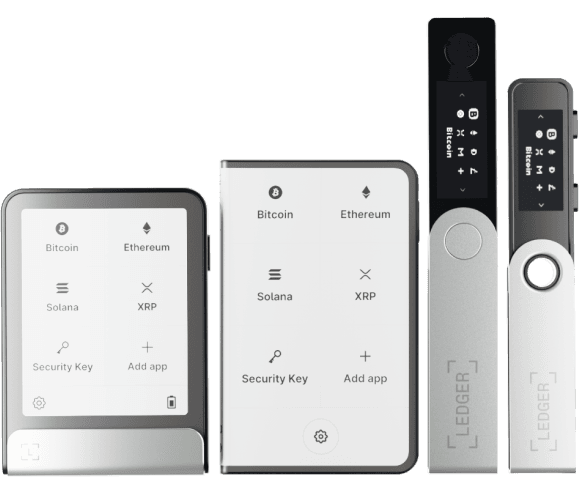 Bitcoin
Ethereum
Solana
XRP
Security Key
Add app
Bitcoin
Ethereum
Solana
XRP
Security Key
Add app
Bitcoin
LEDGER
Bitcoin
LEDGER